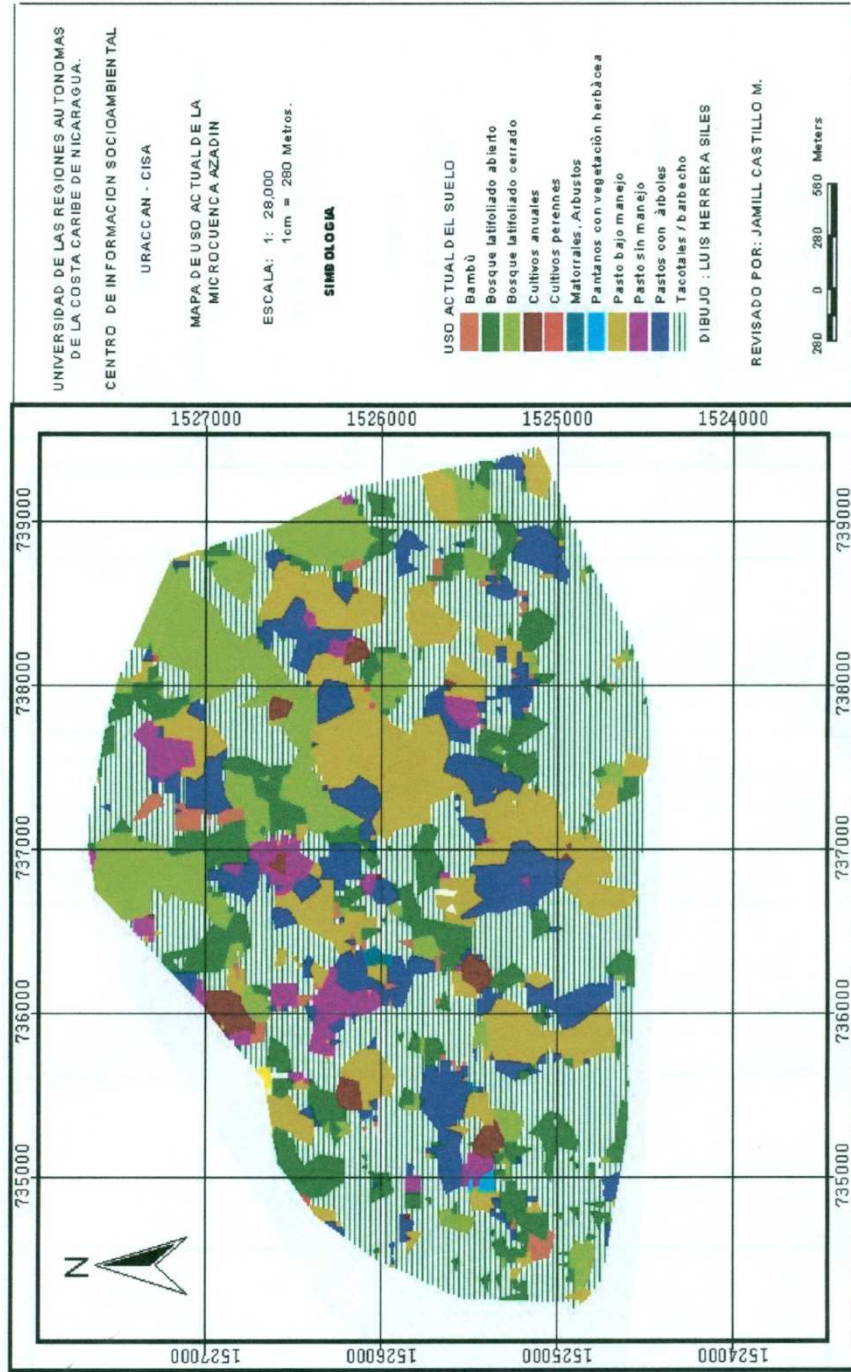 UNIVERSIDAD DE LAS REGIONES AUTONOMAS
DE LA COSTA CARIBE DE NICARAGUA.
CENTRO DE INFORMACION SOCIOAMBIENTAL
URACCAN - CISA
MAPA DE USO ACTUAL DE LA
MICROCUENCA AZADIN
ESCALA: 1: 28,000
1cm = 280 Metros.
SIMBOLOGIA
USO ACTUAL DEL SUELO
Bambù
Bosque latifoliado abierto
Bosque latifoliado cerrado
Cultivos anuales
Cultivos perennes
Matorrales, Arbustos
Pantanos con vegetación herbàcea
Pasto bajo manejo
Pasto sin manejo
Pastos con àrboles
Tacotales / barbecho
DIBUJO : LUIS HERRERA SILES
REVISADO POR: JAMILL CASTILLO M.
280 0 280 560 Meters
N
735000 736000 737000 738000 739000
1527000 1527000
1526000 1526000
1525000 1525000
1524000 1524000
735000 736000 737000 738000 739000